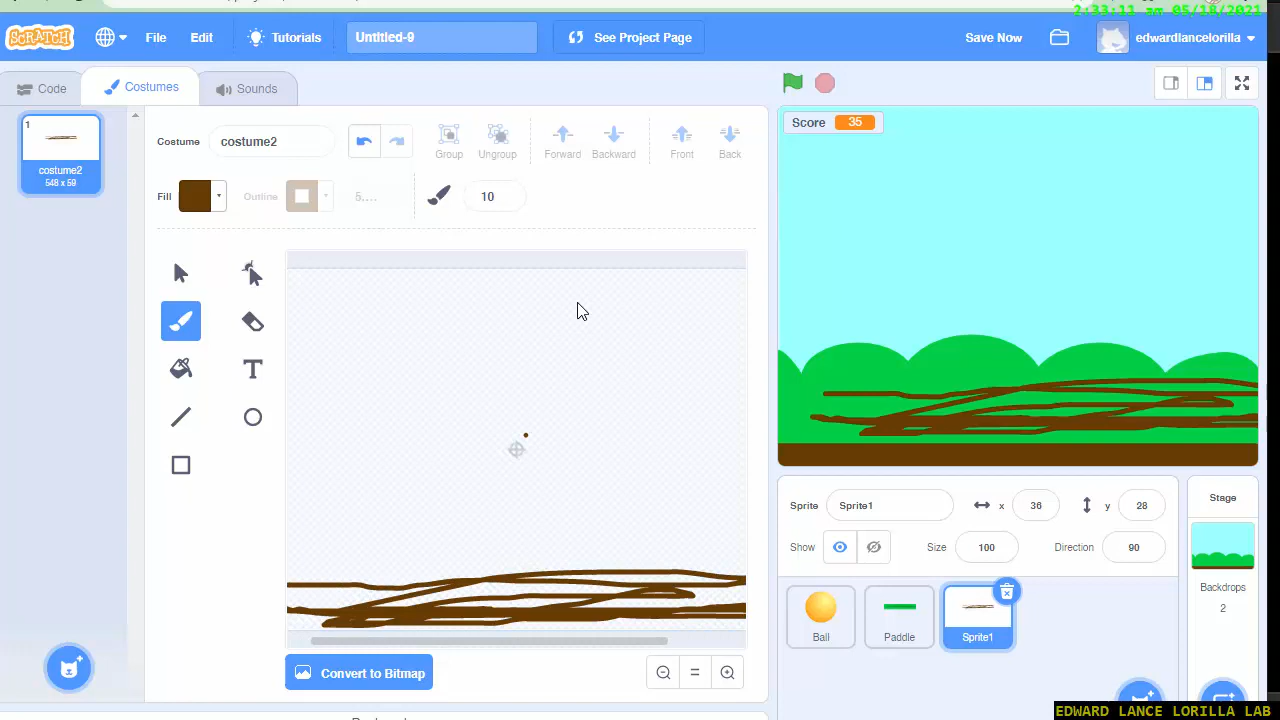 2:33:11 am 05/18/2021
SCRATCH File Edit Tutorials Untitled-9 See Project Page Save Now edwardlancelorilla
Code Costumes Sounds
1
costume2
548 x 59
Costume costume2 Group Ungroup Forward Backward Front Back
Fill Outline 5.... 10
Convert to Bitmap
Score 35
Sprite Sprite1 x 36 y 28
Show Size 100 Direction 90
Ball Paddle Sprite1
Stage
Backdrops
2
EDWARD LANCE LORILLA LAB